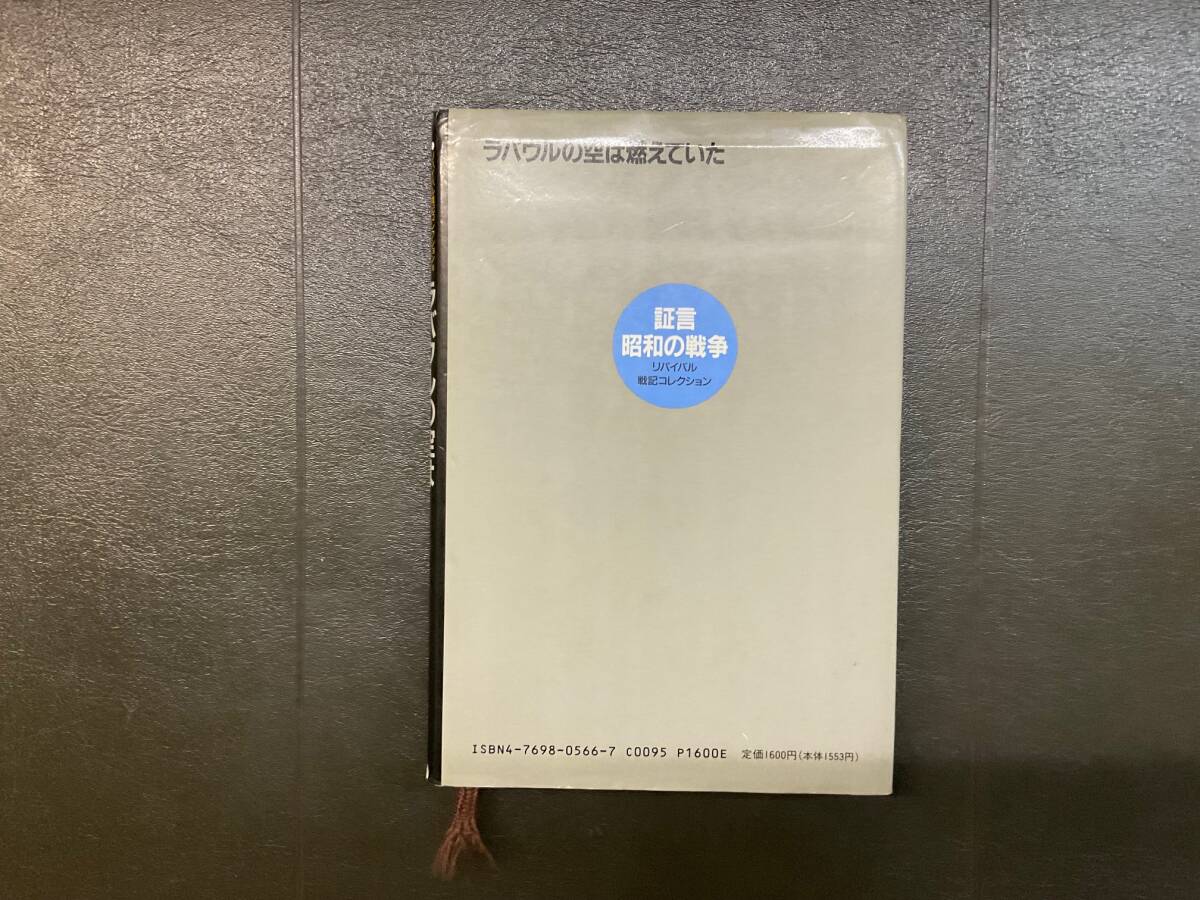 ラバウルの空は燃えていた
証言
昭和の戦争
リバイバル
戦記コレクション
ISBN4-7698-0566-7 C0095 P1600E 定価1600円(本体1553円)